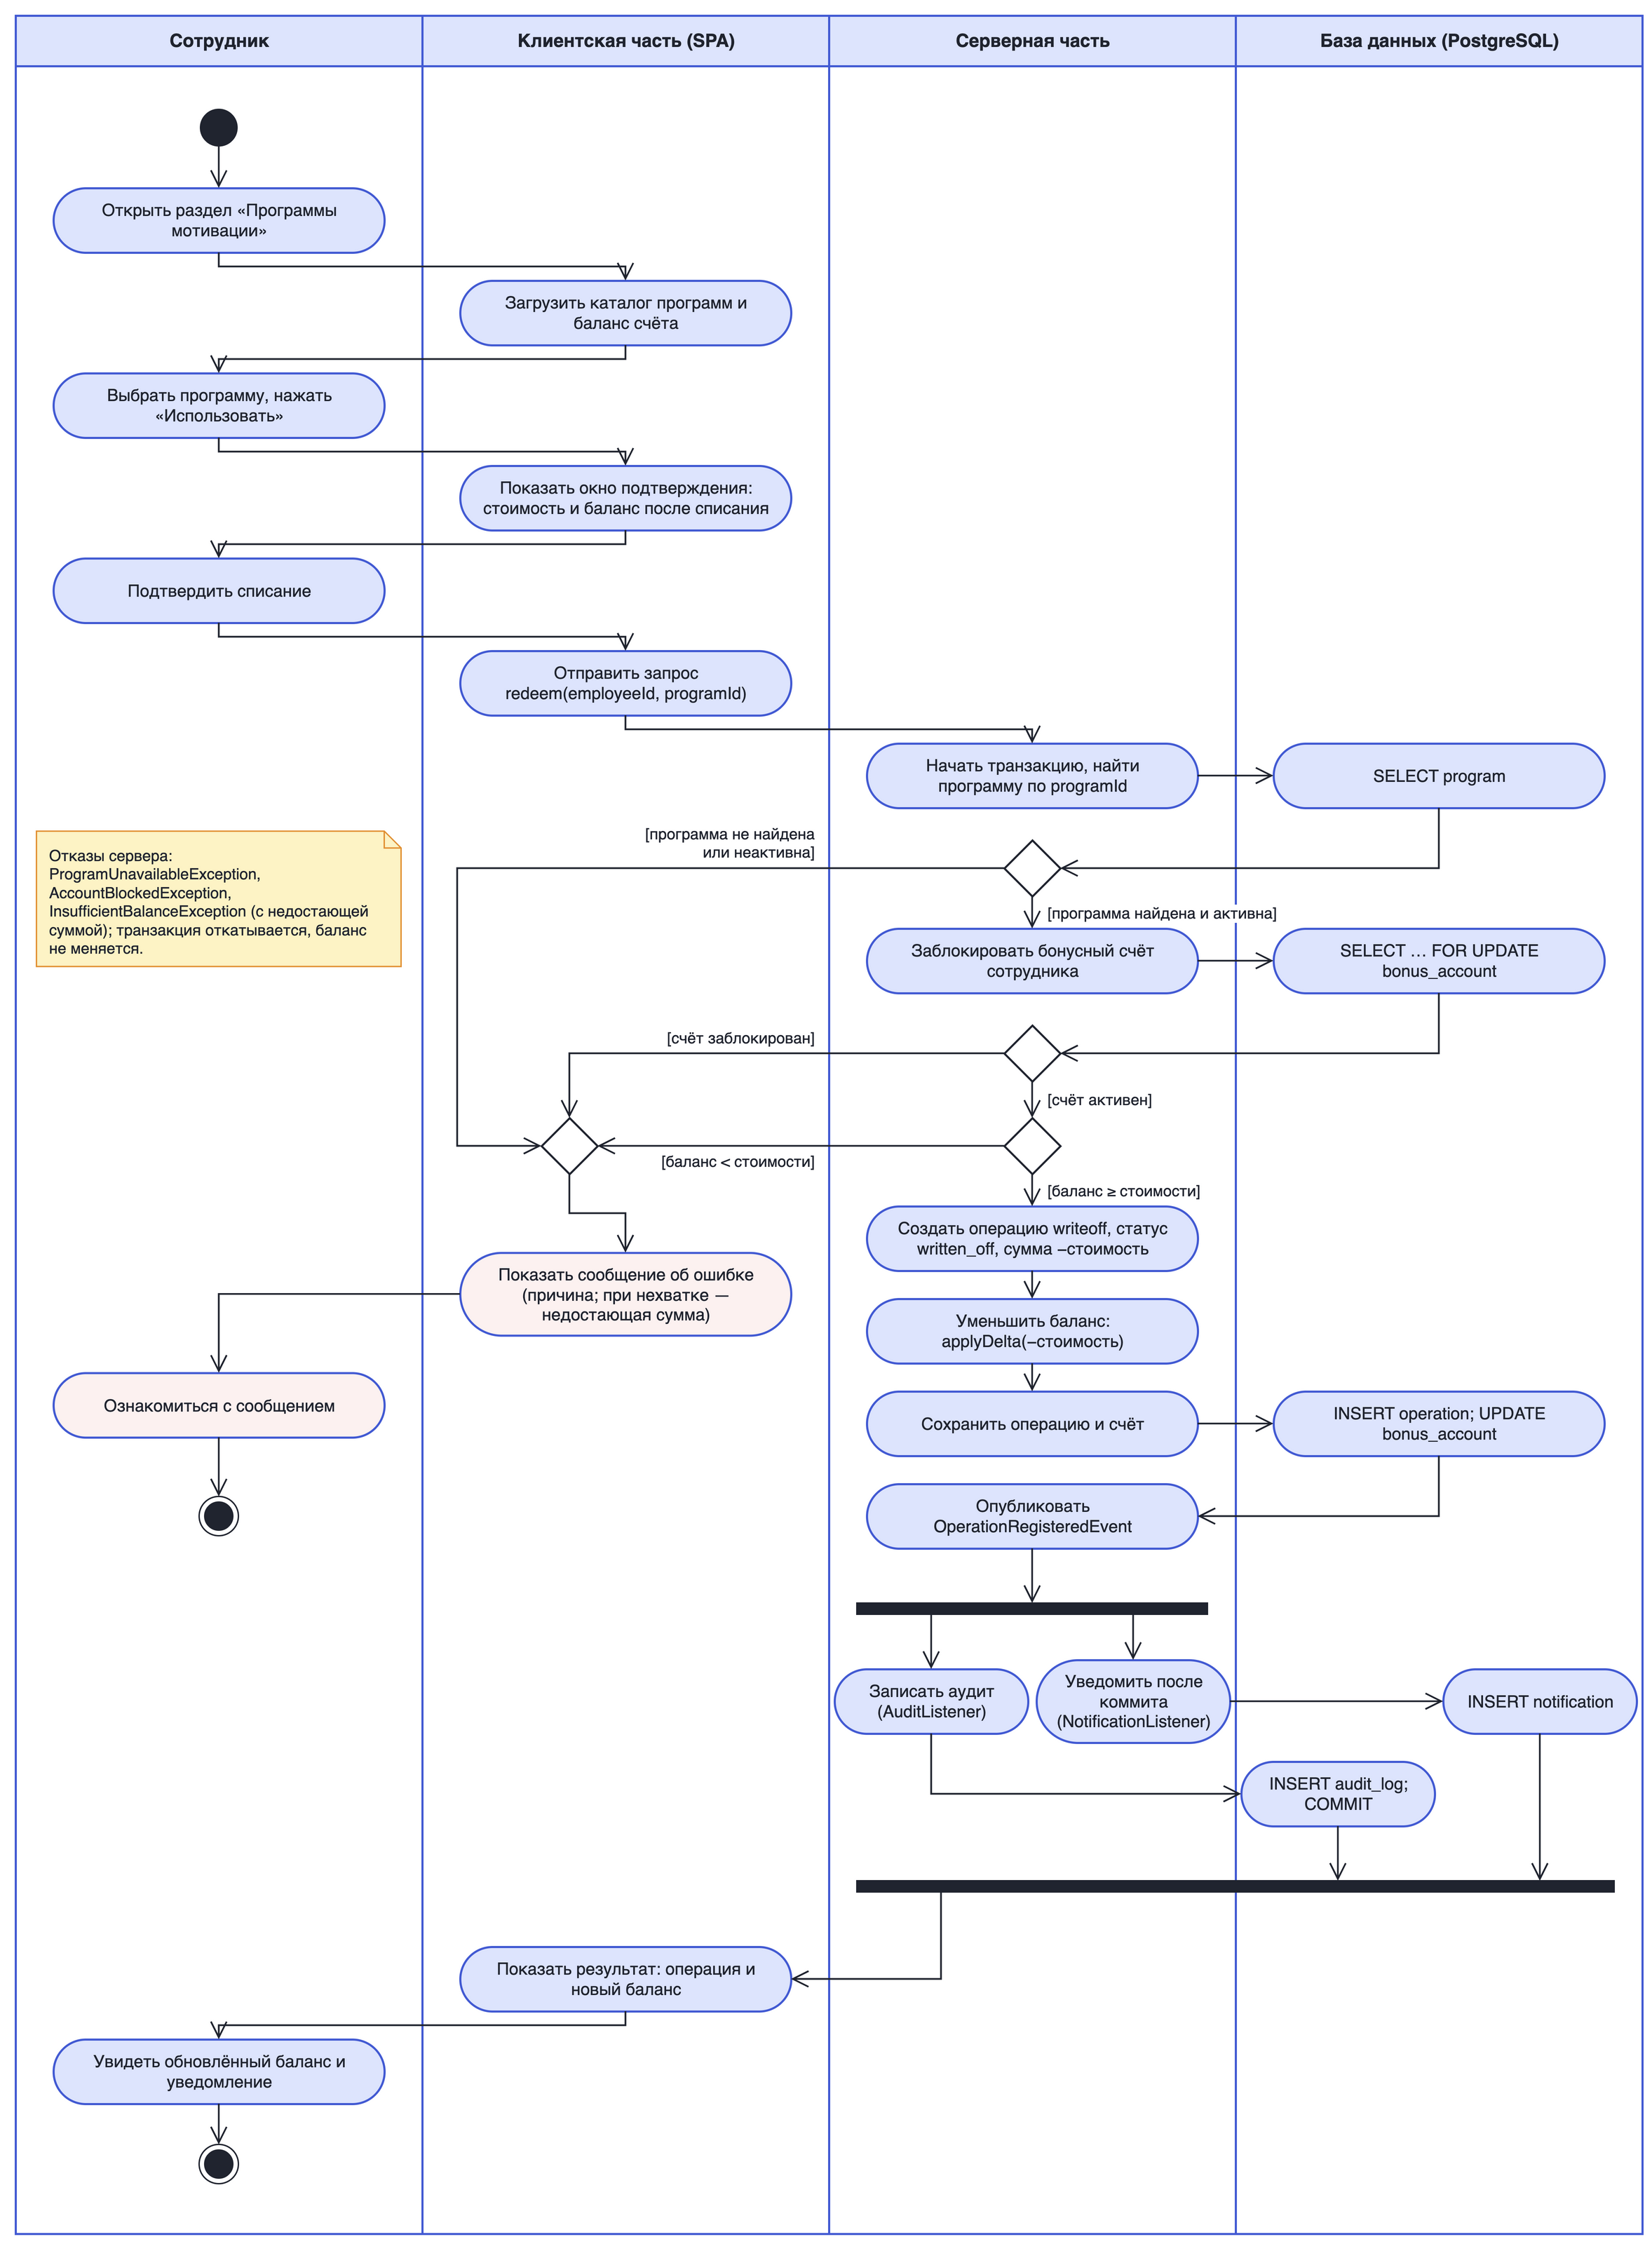 Сотрудник
Клиентская часть (SPA)
Серверная часть
База данных (PostgreSQL)
Открыть раздел «Программы
мотивации»
Загрузить каталог программ и
баланс счёта
Выбрать программу, нажать
«Использовать»
Показать окно подтверждения:
стоимость и баланс после списания
Подтвердить списание
Отправить запрос
redeem(employeeId, programId)
Начать транзакцию, найти
программу по programId
SELECT program
[программа не найдена
или неактивна]
Отказы сервера:
ProgramUnavailableException,
AccountBlockedException,
InsufficientBalanceException (с недостающей
суммой); транзакция откатывается, баланс
не меняется.
[программа найдена и активна]
Заблокировать бонусный счёт
сотрудника
SELECT … FOR UPDATE
bonus_account
[счёт заблокирован]
[счёт активен]
[баланс < стоимости]
[баланс ≥ стоимости]
Создать операцию writeoff, статус
written_off, сумма −стоимость
Показать сообщение об ошибке
(причина; при нехватке —
недостающая сумма)
Уменьшить баланс:
applyDelta(−стоимость)
Ознакомиться с сообщением
Сохранить операцию и счёт
INSERT operation; UPDATE
bonus_account
Опубликовать
OperationRegisteredEvent
Записать аудит
(AuditListener)
Уведомить после
коммита
(NotificationListener)
INSERT notification
INSERT audit_log;
COMMIT
Показать результат: операция и
новый баланс
Увидеть обновлённый баланс и
уведомление